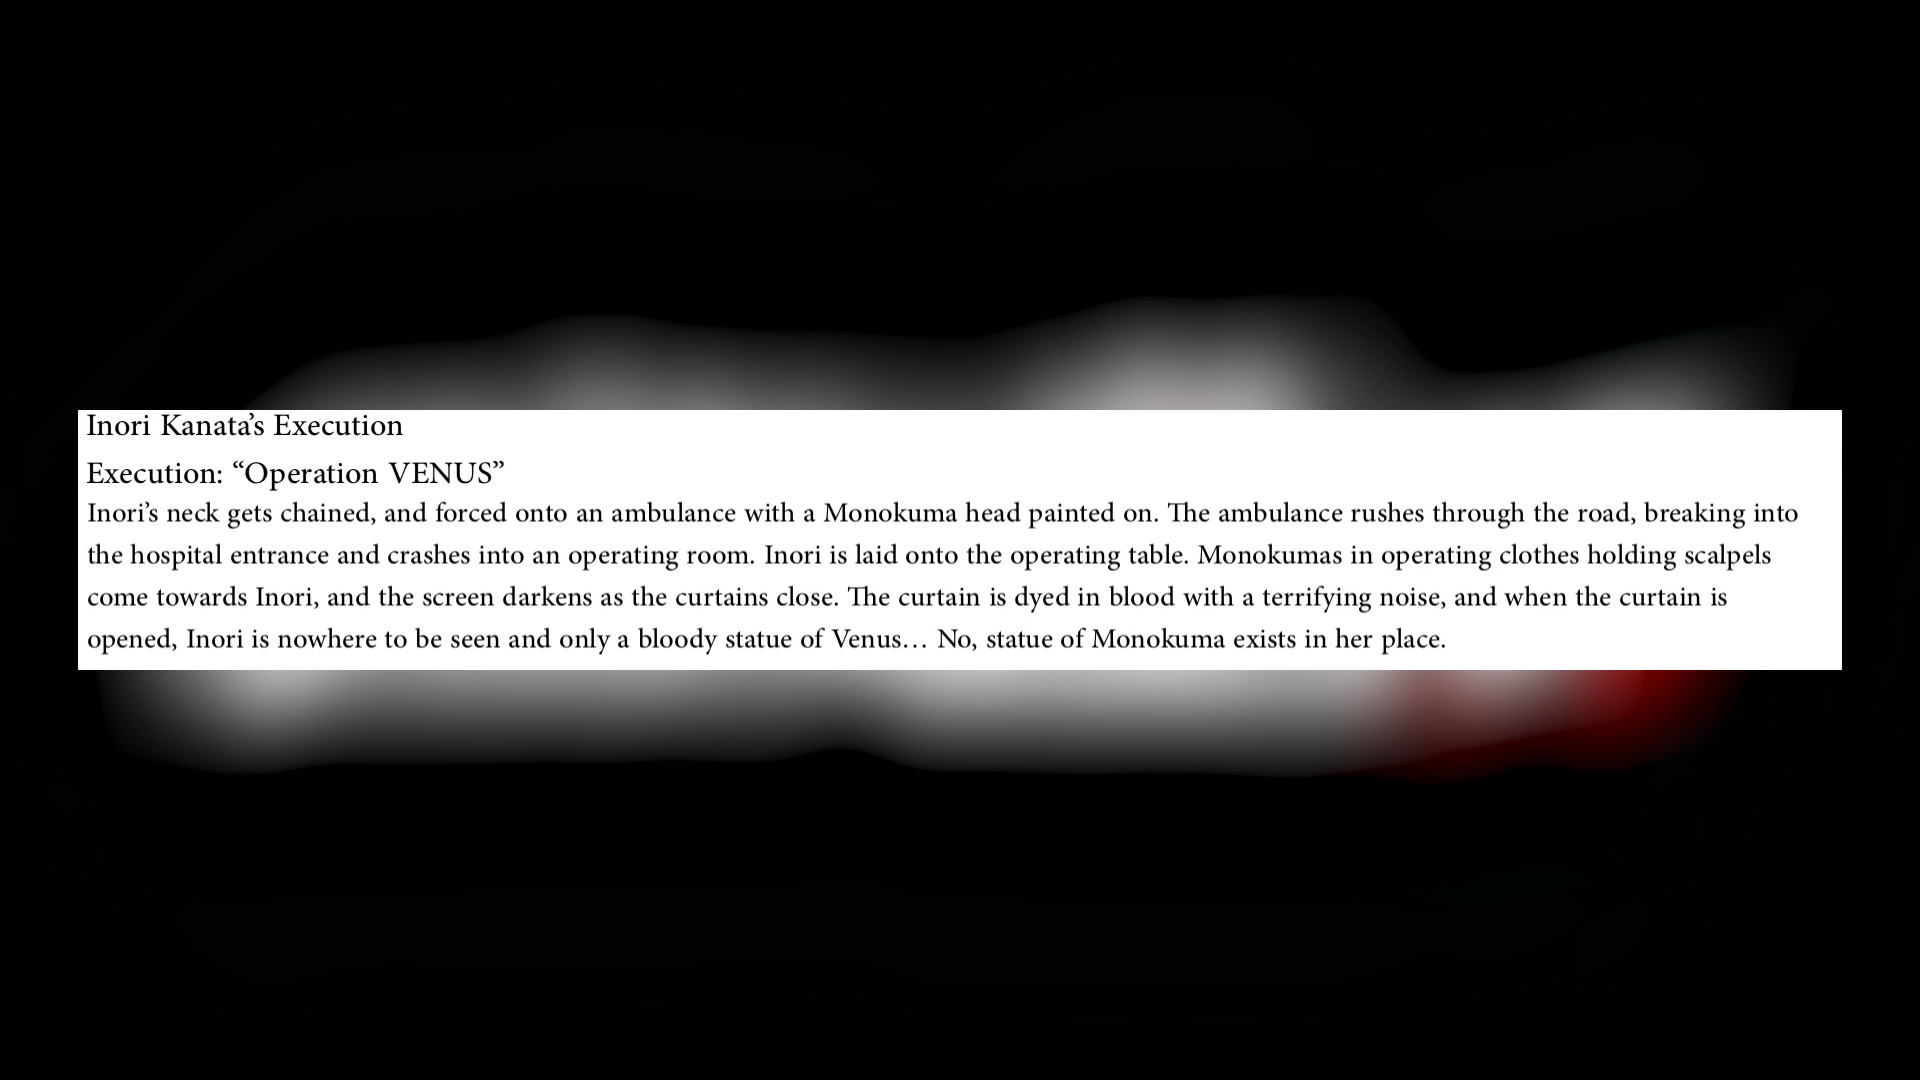 Inori Kanata’s Execution
Execution: “Operation VENUS”
Inori’s neck gets chained, and forced onto an ambulance with a Monokuma head painted on. The ambulance rushes through the road, breaking into
the hospital entrance and crashes into an operating room. Inori is laid onto the operating table. Monokumas in operating clothes holding scalpels
come towards Inori, and the screen darkens as the curtains close. The curtain is dyed in blood with a terrifying noise, and when the curtain is
opened, Inori is nowhere to be seen and only a bloody statue of Venus… No, statue of Monokuma exists in her place.